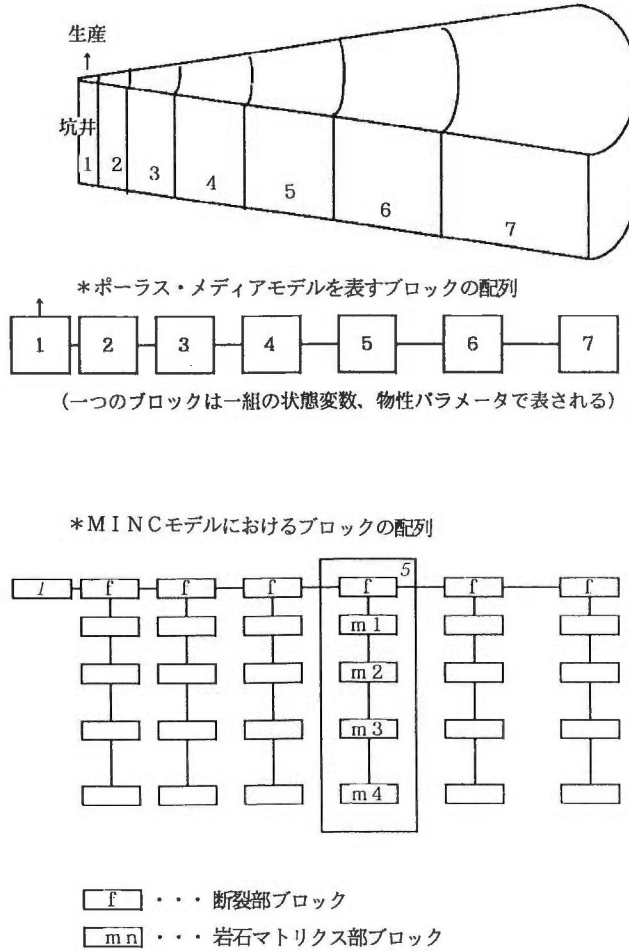 生産
↑
坑井
1 2 3 4 5 6 7
*ポーラス・メディアモデルを表すブロックの配列
1 2 3 4 5 6 7
(一つのブロックは一組の状態変数、物性パラメータで表される)
*MINCモデルにおけるブロックの配列
5
1 f f f f f f
m1
m2
m3
m4
f ・・・ 断裂部ブロック
mn ・・・ 岩石マトリクス部ブロック